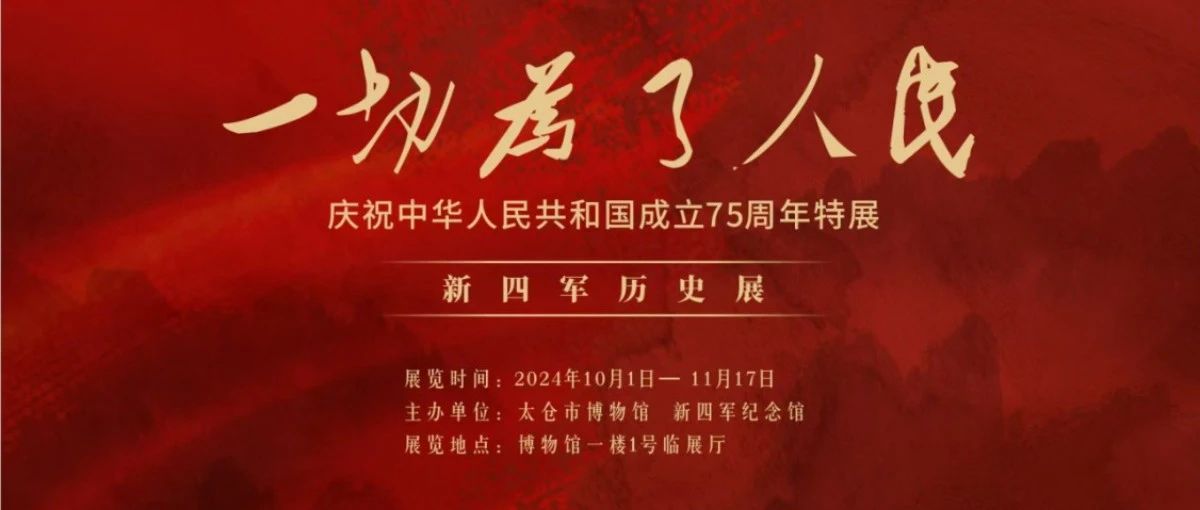 一切为了人民
庆祝中华人民共和国成立75周年特展
新四军历史展
展览时间：2024年10月1日— 11月17日
主办单位：太仓市博物馆 新四军纪念馆
展览地点：博物馆一楼1号临展厅